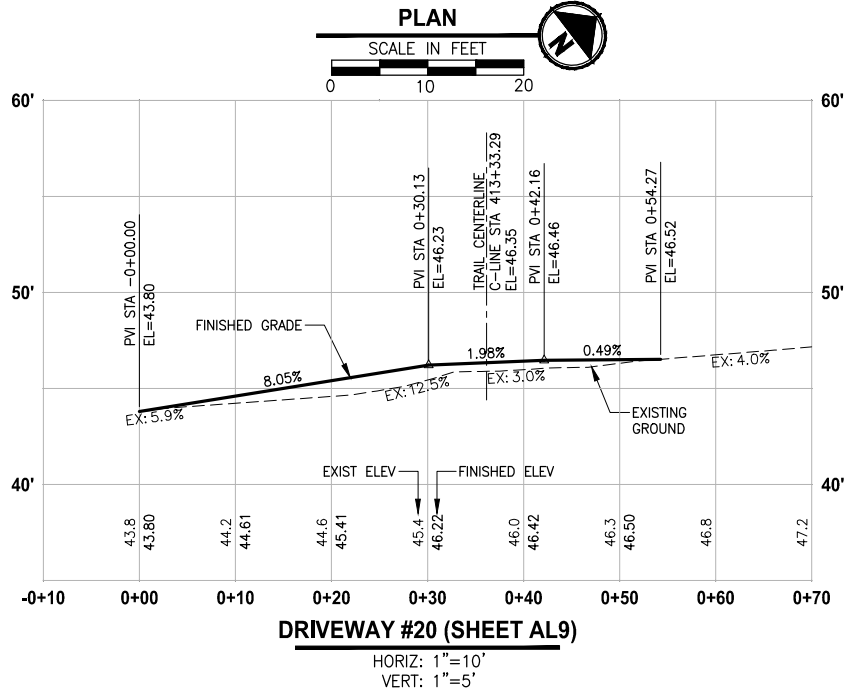 PLAN
SCALE IN FEET
0 10 20
N
60' 60'
PVI STA -0+00.00
EL=43.80
PVI STA 0+30.13
EL=46.23
TRAIL CENTERLINE
C-LINE STA 413+33.29
EL=46.35
PVI STA 0+42.16
EL=46.46
PVI STA 0+54.27
EL=46.52
50' 50'
FINISHED GRADE
8.05%
1.98%
0.49%
EX: 5.9%
EX: 12.5%
EX: 3.0%
EX: 4.0%
EXISTING
GROUND
EXIST ELEV
FINISHED ELEV
40' 40'
43.8
43.80
44.2
44.61
44.6
45.41
45.4
46.22
46.0
46.42
46.3
46.50
46.8
47.2
-0+10 0+00 0+10 0+20 0+30 0+40 0+50 0+60 0+70
DRIVEWAY #20 (SHEET AL9)
HORIZ: 1"=10'
VERT: 1"=5'